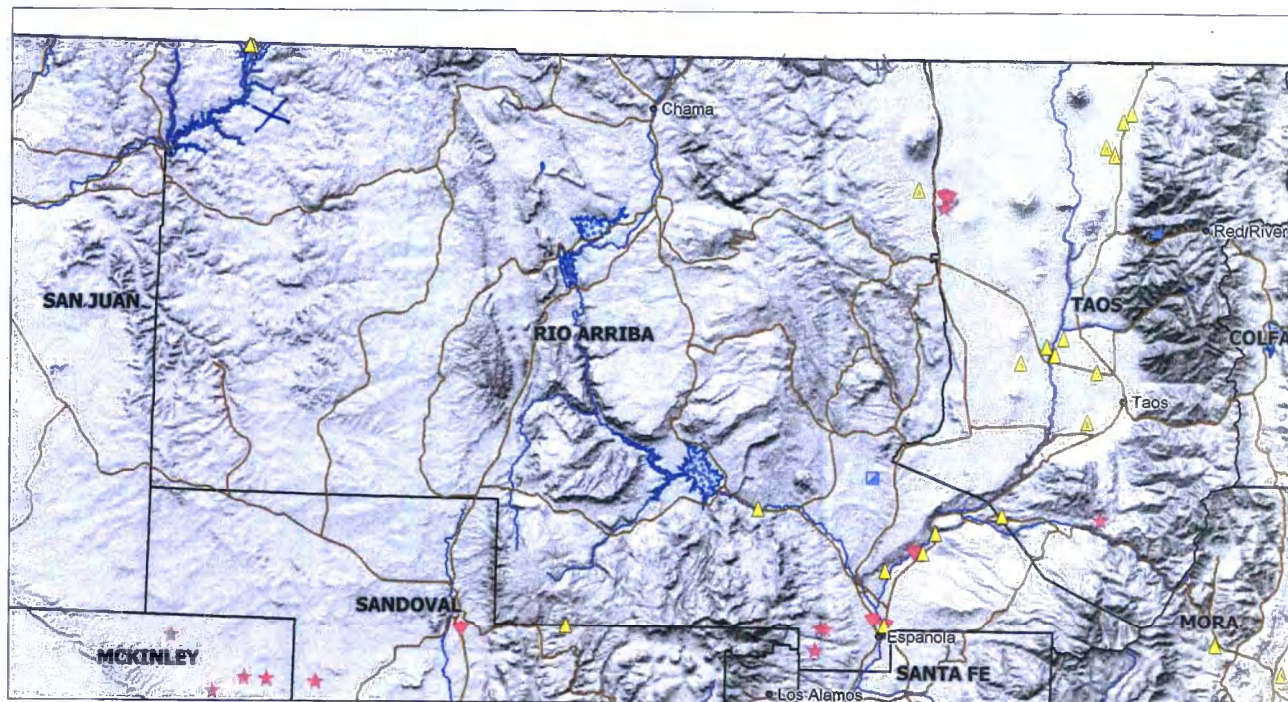 Chama
Red River
SAN JUAN
TAOS
RIO ARRIBA
COLFA
Taos
SANDOVAL
MORA
Espanola
MCKINLEY
SANTA FE
Los Alamos